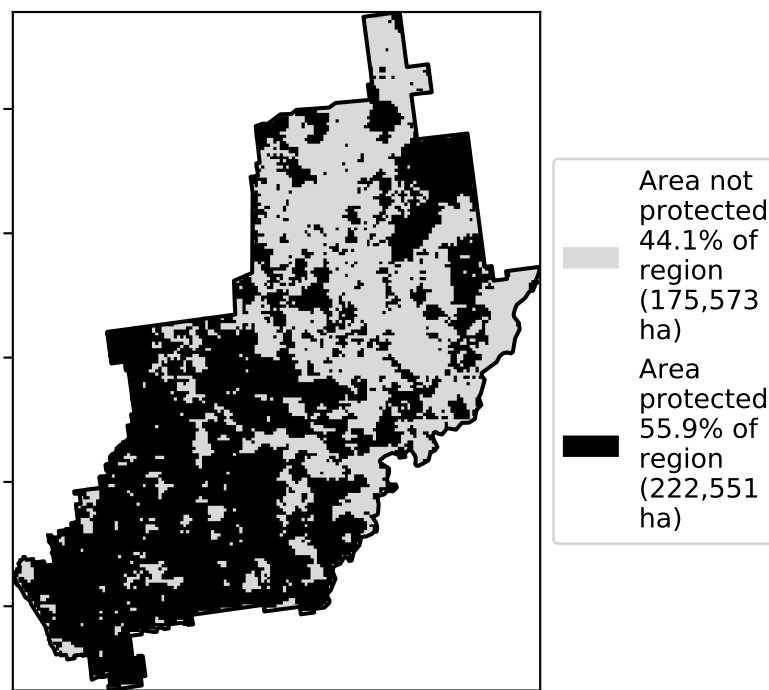 Area not
protected
44.1% of
region
(175,573
ha)
Area
protected
55.9% of
region
(222,551
ha)